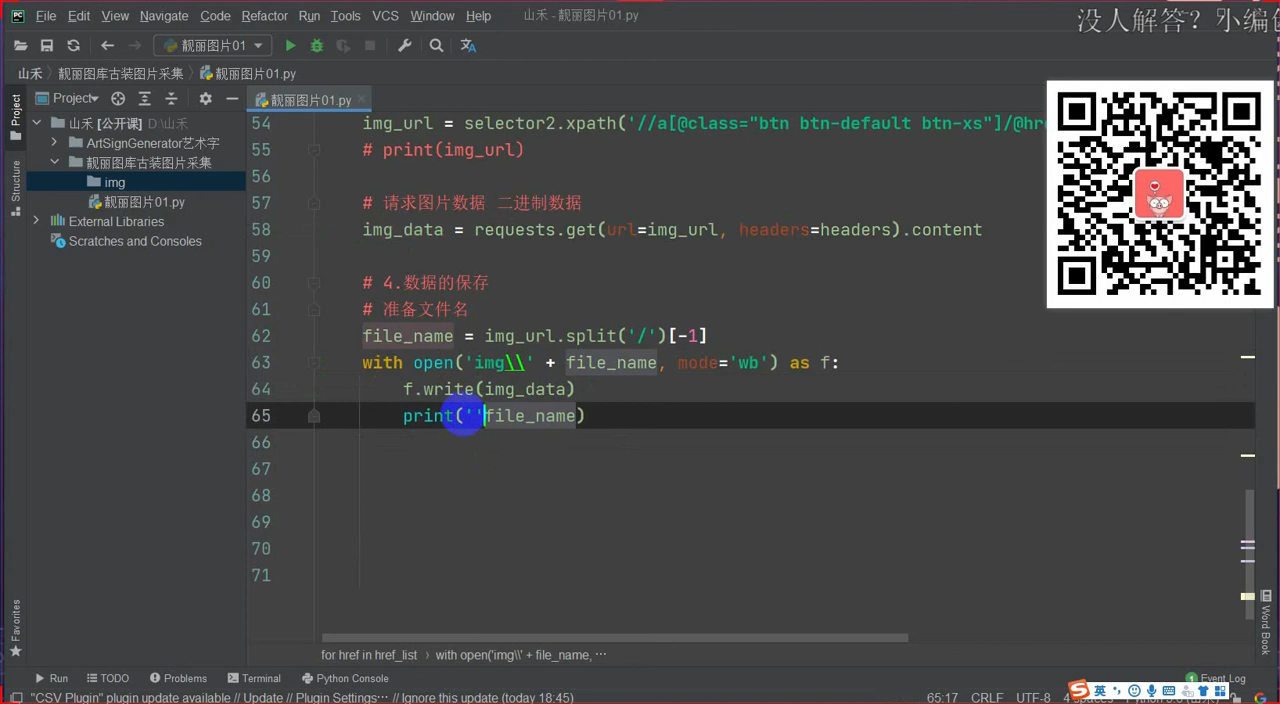 File Edit View Navigate Code Refactor Run Tools VCS Window Help 山禾 - 靓丽图片01.py
没人解答？小编
靓丽图片01
山禾 靓丽图库古装图片采集 靓丽图片01.py
Project
靓丽图片01.py
山禾 [公开课] D:\山禾
ArtSignGenerator艺术字
靓丽图库古装图片采集
img
靓丽图片01.py
External Libraries
Scratches and Consoles
Project
Structure
Favorites
54 img_url = selector2.xpath('//a[@class="btn btn-default btn-xs"]/@hr
55 # print(img_url)
56
57 # 请求图片数据 二进制数据
58 img_data = requests.get(url=img_url, headers=headers).content
59
60 # 4.数据的保存
61 # 准备文件名
62 file_name = img_url.split('/')[-1]
63 with open('img\\' + file_name, mode='wb') as f:
64 f.write(img_data)
65 print(''file_name)
66
67
68
69
70
71
Word Book
for href in href_list › with open('img\\' + file_name, ···
Run TODO Problems Terminal Python Console 1 Event Log
"CSV Plugin" plugin update available // Update // Plugin Settings··· // Ignore this update (today 18:45) 65:17 CRLF UTF-8
英